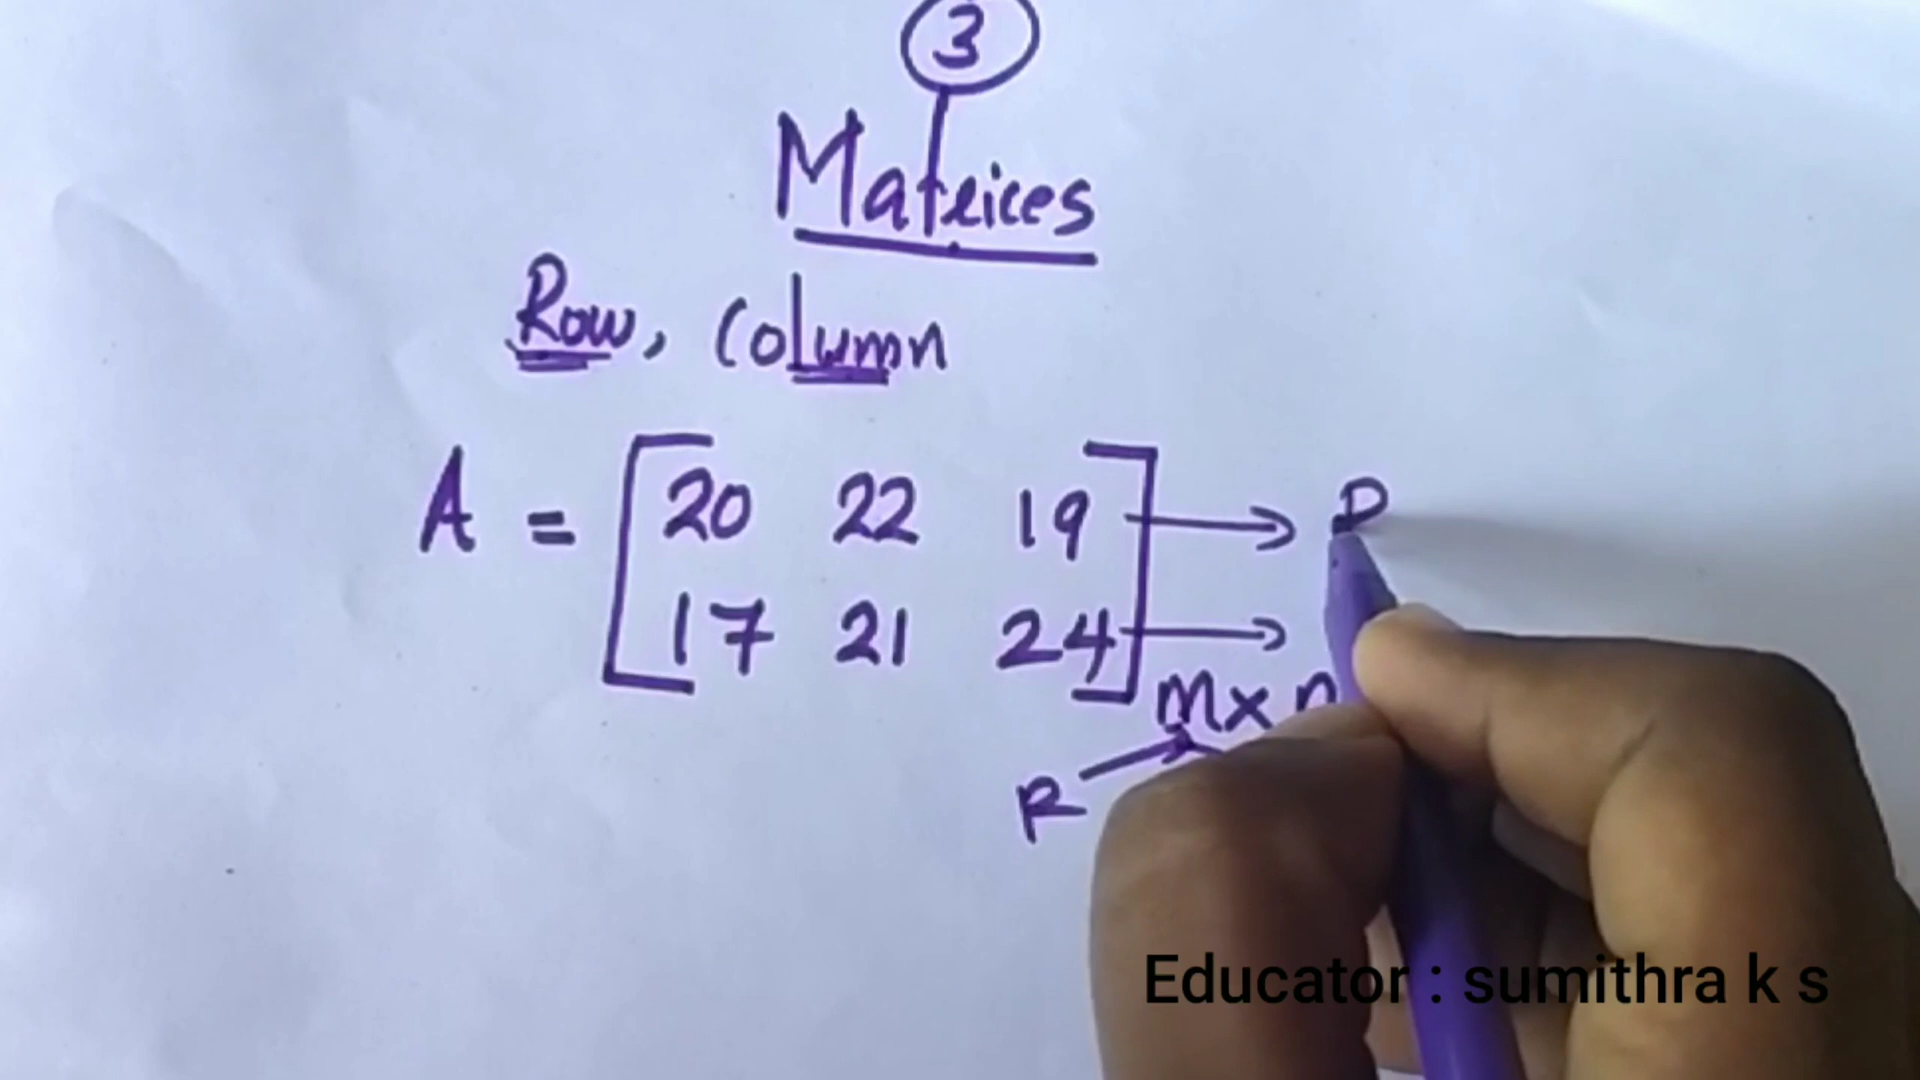 3
Matrices
Row, Column
A = [20 22 19] → R
17 21 24 →
m x n
R
Educator : sumithra k s